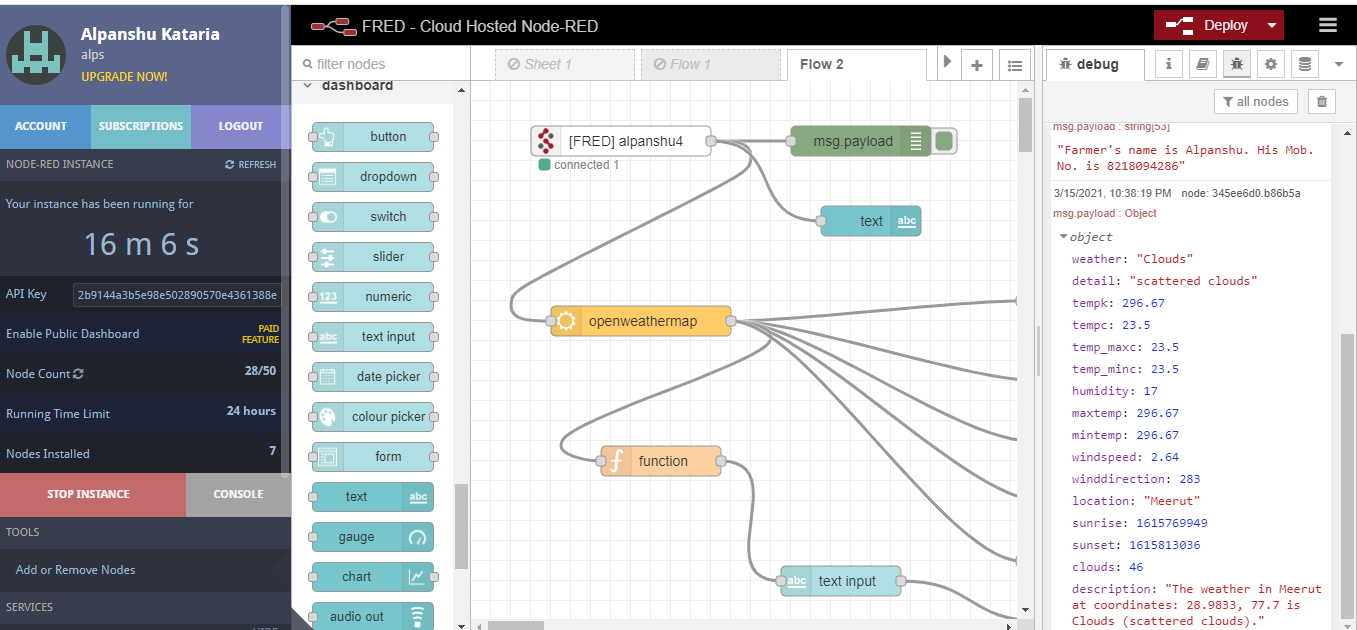 Alpanshu Kataria
alps
UPGRADE NOW!
ACCOUNT
SUBSCRIPTIONS
LOGOUT
NODE-RED INSTANCE
REFRESH
Your instance has been running for
16 m 6 s
API Key
2b9144a3b5e98e502890570e4361388e
Enable Public Dashboard
PAID
FEATURE
Node Count
28/50
Running Time Limit
24 hours
Nodes Installed
7
STOP INSTANCE
CONSOLE
TOOLS
Add or Remove Nodes
SERVICES
FRED - Cloud Hosted Node-RED
Deploy
filter nodes
dashboard
button
dropdown
switch
slider
123
numeric
abc
text input
date picker
colour picker
form
text
abc
gauge
chart
audio out
Sheet 1
Flow 1
Flow 2
[FRED] alpanshu4
connected 1
msg.payload
text
abc
openweathermap
function
abc
text input
debug
all nodes
msg.payload : string[53]
"Farmer's name is Alpanshu. His Mob.
No. is 8218094286"
3/15/2021, 10:38:19 PM node: 345ee6d0.b86b5a
msg.payload : Object
object
weather: "Clouds"
detail: "scattered clouds"
tempk: 296.67
tempc: 23.5
temp_maxc: 23.5
temp_minc: 23.5
humidity: 17
maxtemp: 296.67
mintemp: 296.67
windspeed: 2.64
winddirection: 283
location: "Meerut"
sunrise: 1615769949
sunset: 1615813036
clouds: 46
description: "The weather in Meerut
at coordinates: 28.9833, 77.7 is
Clouds (scattered clouds)."